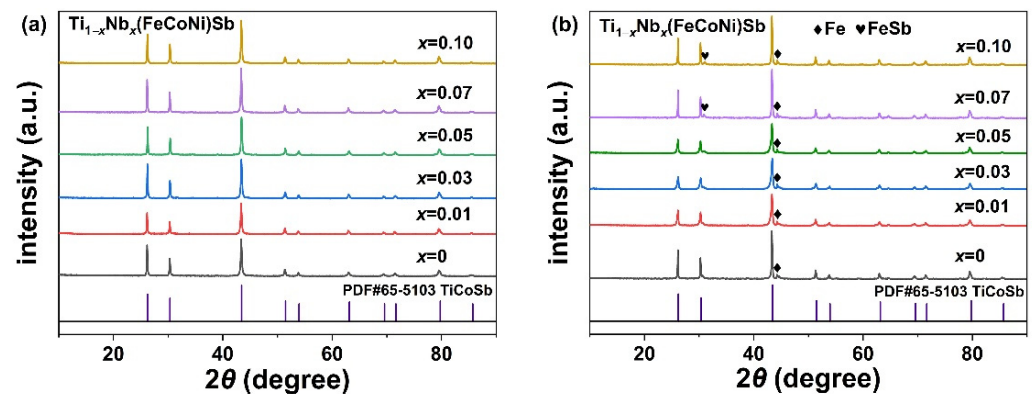 (a)
Ti1−xNbx(FeCoNi)Sb
x=0.10
x=0.07
x=0.05
x=0.03
x=0.01
x=0
PDF#65-5103 TiCoSb
intensity (a.u.)
20 40 60 80
2θ (degree)
(b)
Ti1−xNbx(FeCoNi)Sb
♦Fe ♥FeSb
x=0.10
x=0.07
x=0.05
x=0.03
x=0.01
x=0
PDF#65-5103 TiCoSb
intensity (a.u.)
20 40 60 80
2θ (degree)